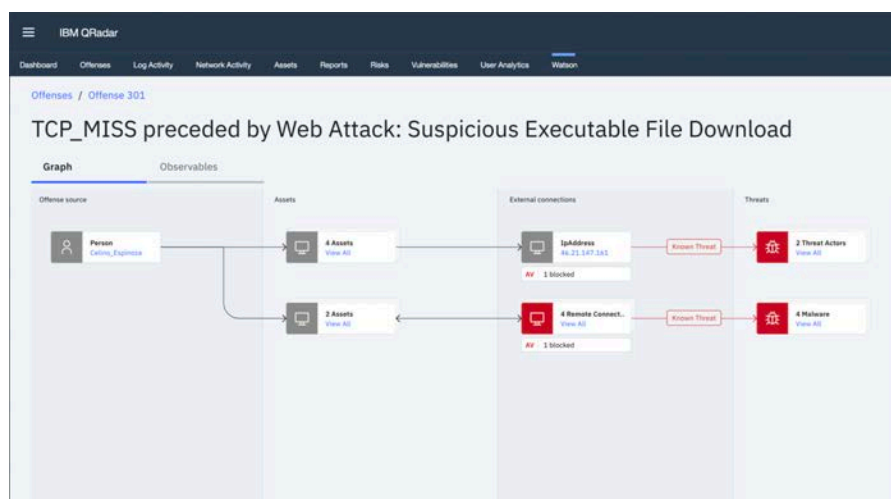 IBM QRadar
Dashboard Offenses Log Activity Network Activity Assets Reports Risks Vulnerabilities User Analytics Watson
Offenses / Offense 301
TCP_MISS preceded by Web Attack: Suspicious Executable File Download
Graph Observables
Offense source Assets External connections Threats
Person 4 Assets IpAddress Known Threat 2 Threat Actors
Celino_Espinoza View All 46.21.147.161 View All
AV 1 blocked
2 Assets 4 Remote Connect.. Known Threat 4 Malware
View All View All View All
AV 1 blocked